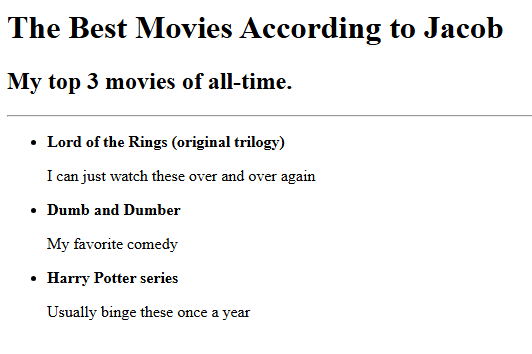 The Best Movies According to Jacob
My top 3 movies of all-time.
Lord of the Rings (original trilogy)
I can just watch these over and over again
Dumb and Dumber
My favorite comedy
Harry Potter series
Usually binge these once a year